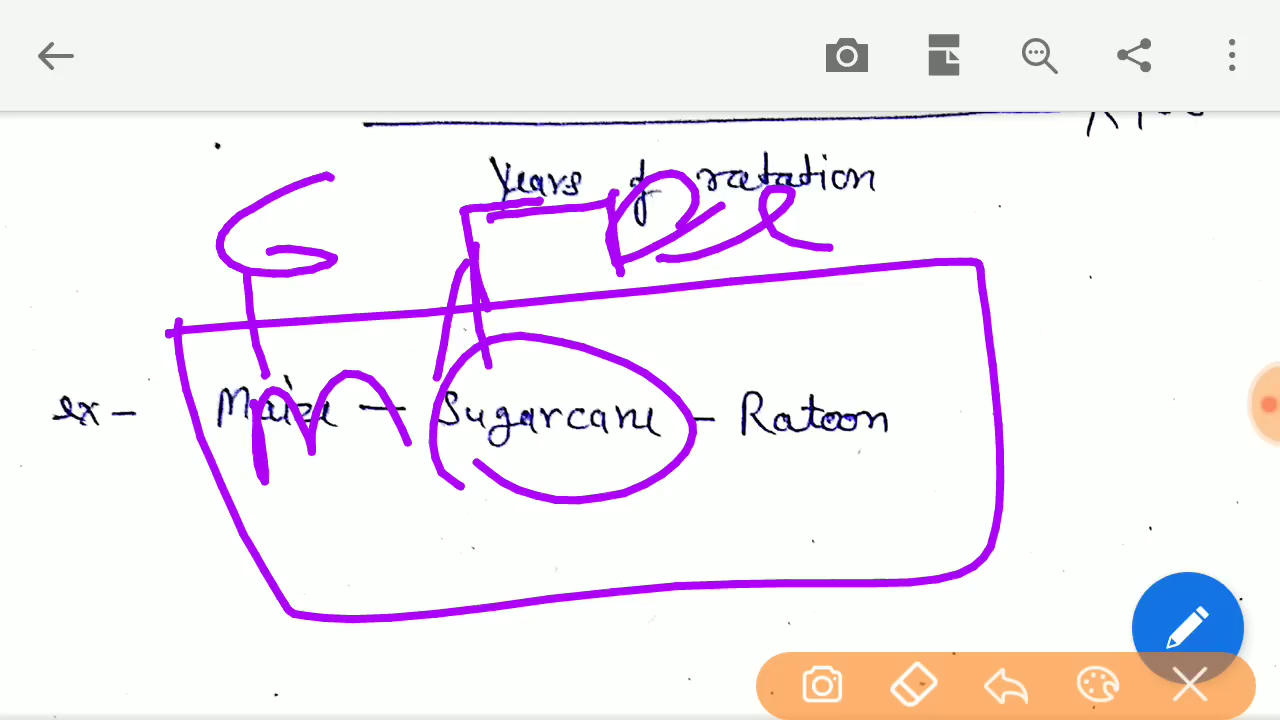 Years of rotation
ex - Maize - Sugarcane - Ratoon